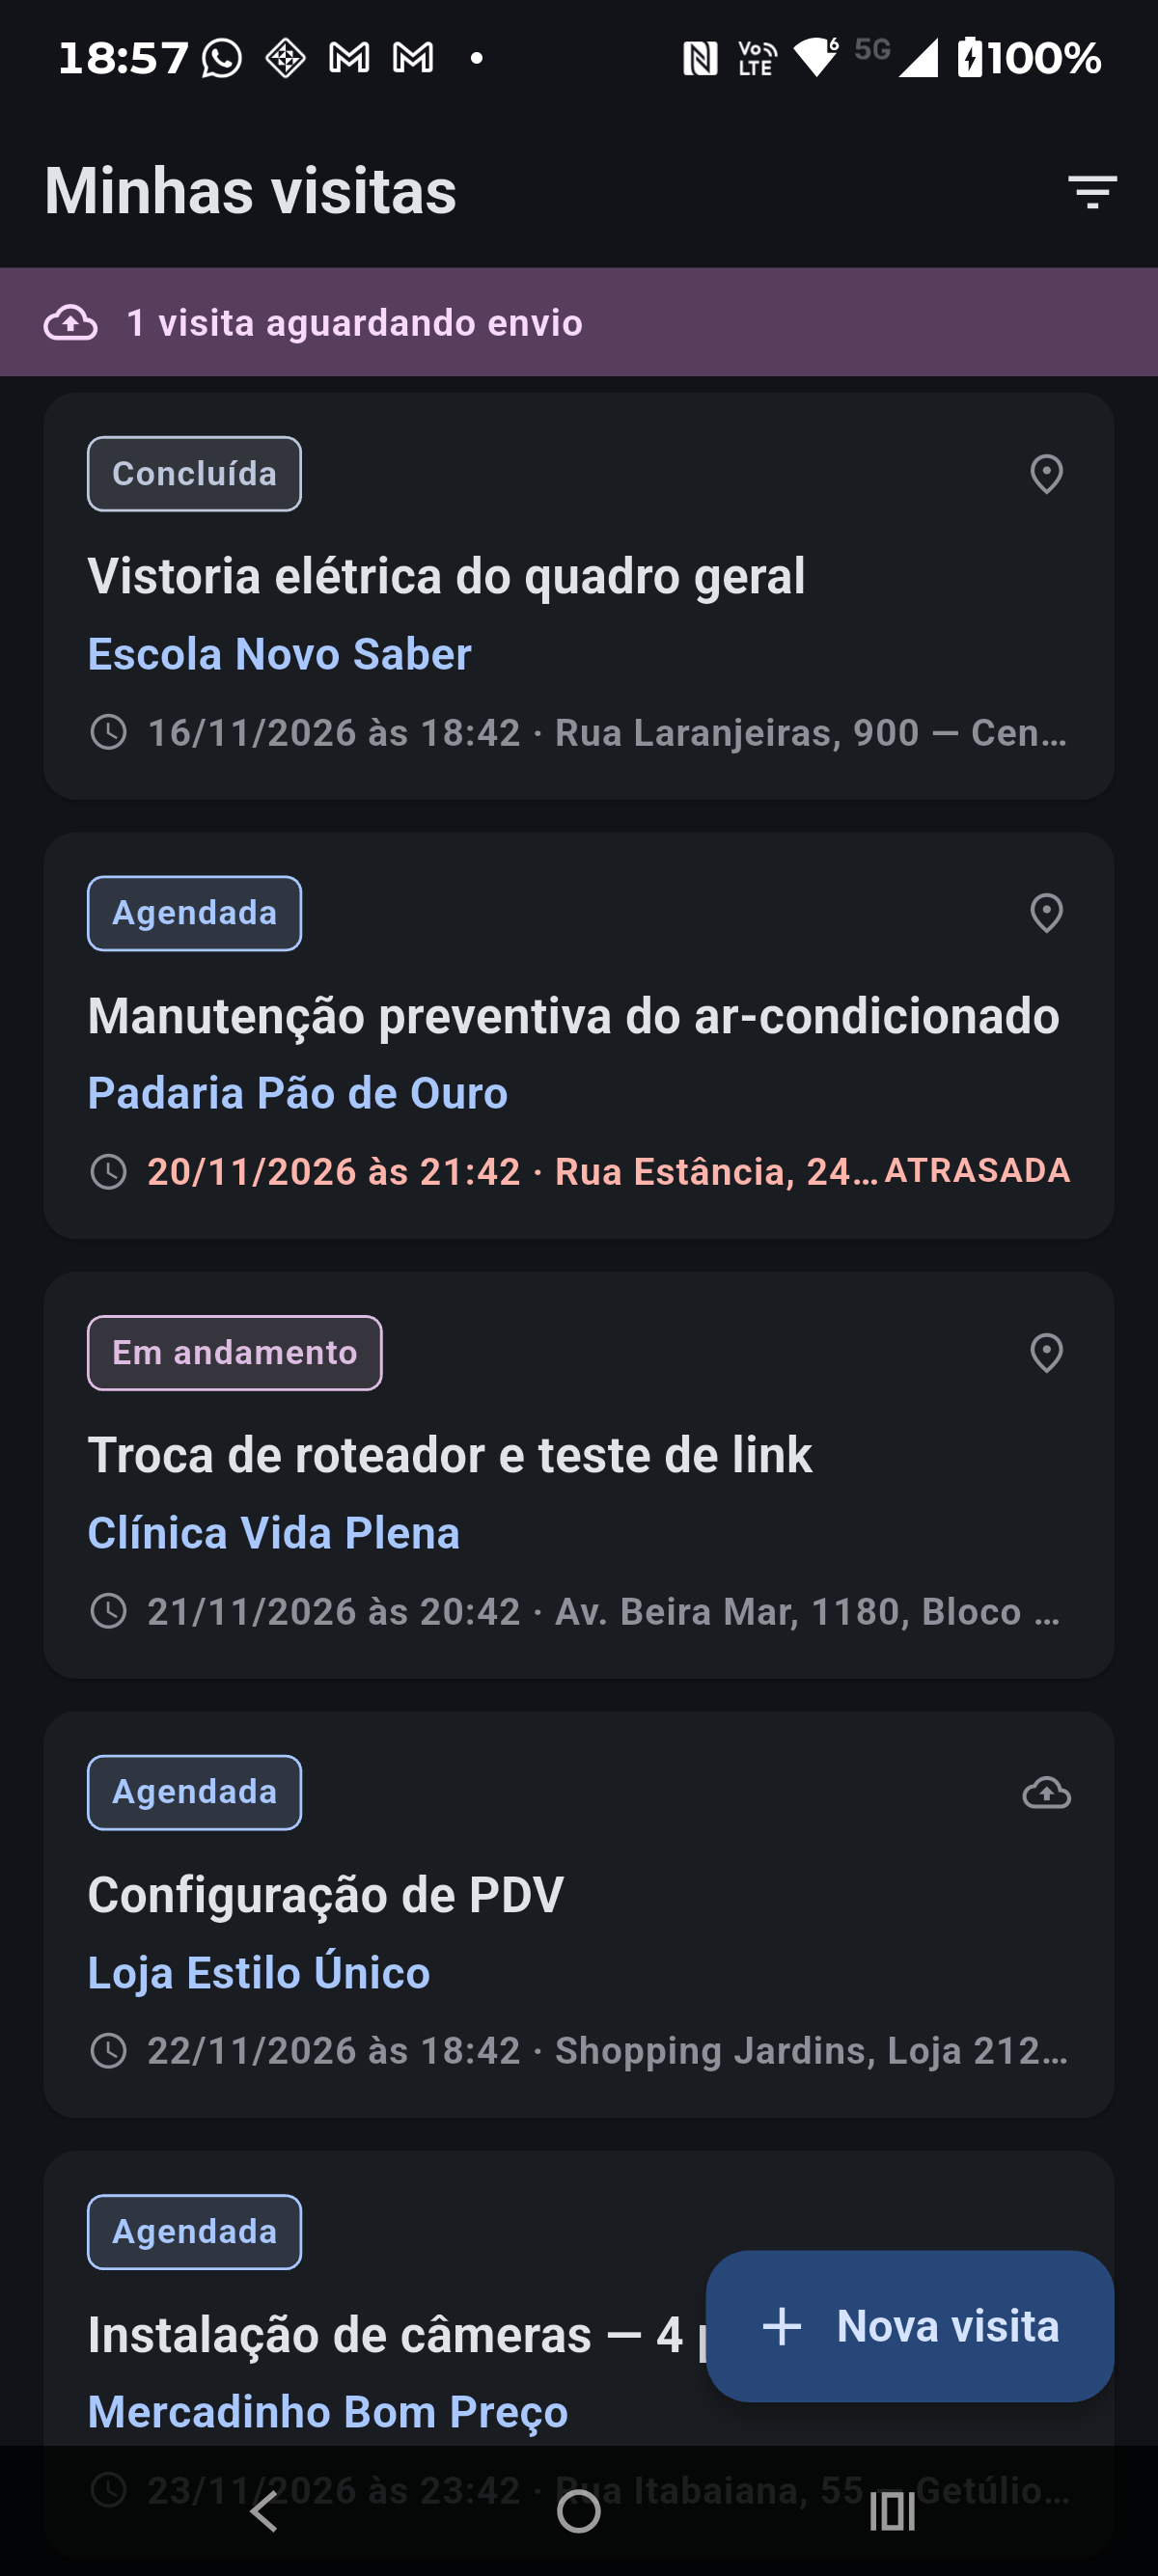 18:57
VoLTE
6
5G
100%
Minhas visitas
1 visita aguardando envio
Concluída
Vistoria elétrica do quadro geral
Escola Novo Saber
16/11/2026 às 18:42 · Rua Laranjeiras, 900 — Cen…
Agendada
Manutenção preventiva do ar-condicionado
Padaria Pão de Ouro
20/11/2026 às 21:42 · Rua Estância, 24… ATRASADA
Em andamento
Troca de roteador e teste de link
Clínica Vida Plena
21/11/2026 às 20:42 · Av. Beira Mar, 1180, Bloco …
Agendada
Configuração de PDV
Loja Estilo Único
22/11/2026 às 18:42 · Shopping Jardins, Loja 212…
Agendada
Instalação de câmeras — 4
Nova visita
Mercadinho Bom Preço
23/11/2026 às 23:42 · Rua Itabaiana, 55 — Getúlio…